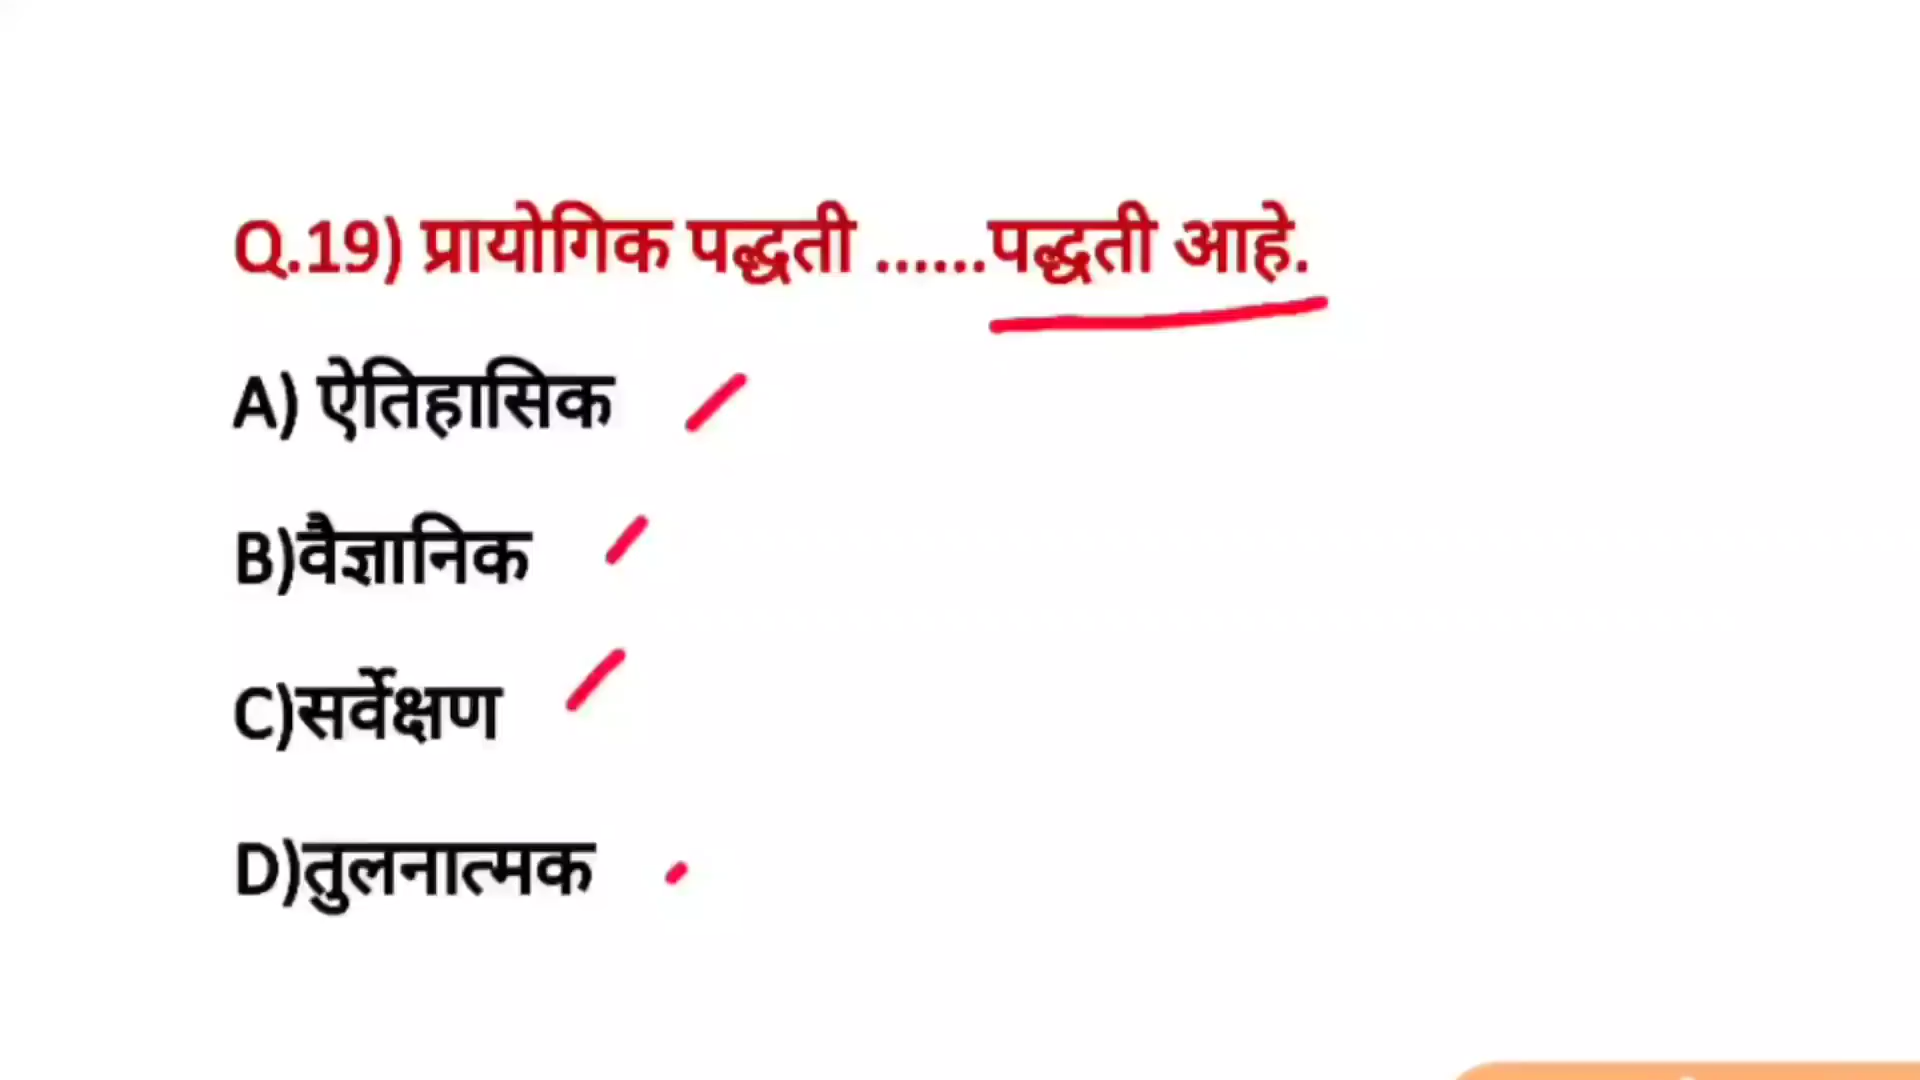 Q.19) प्रायोगिक पद्धती ......पद्धती आहे.
A) ऐतिहासिक
B)वैज्ञानिक
C)सर्वेक्षण
D)तुलनात्मक